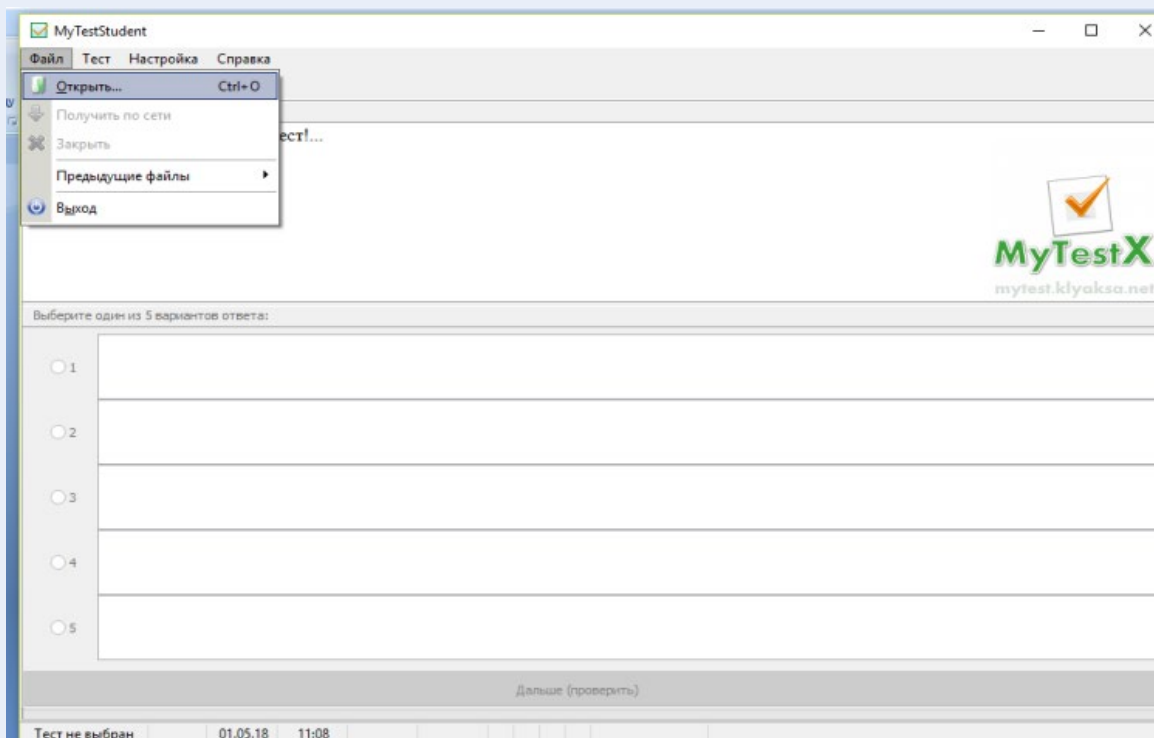 MyTestStudent
Файл Тест Настройка Справка
Открыть... Ctrl+O
Получить по сети
ест!...
Закрыть
Предыдущие файлы
Выход
MyTestX
mytest.klyaksa.net
Выберите один из 5 вариантов ответа:
1
2
3
4
5
Дальше (проверить)
Тест не выбран 01.05.18 11:08